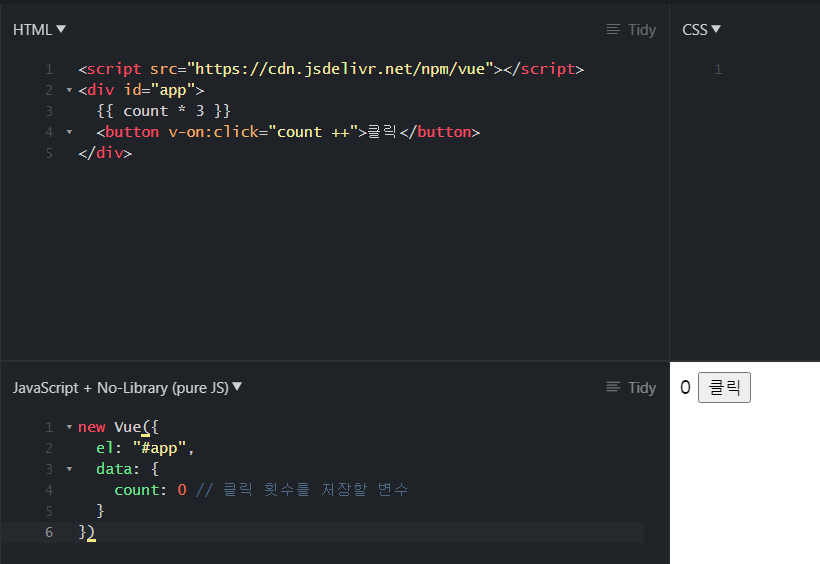 HTML ▼ Tidy
1 <script src="https://cdn.jsdelivr.net/npm/vue"></script>
2 ▾ <div id="app">
3 {{ count * 3 }}
4 ▾ <button v-on:click="count ++">클릭</button>
5 </div>
CSS ▼
1
JavaScript + No-Library (pure JS) ▼ Tidy
1 ▾ new Vue({
2 el: "#app",
3 ▾ data: {
4 count: 0 // 클릭 횟수를 저장할 변수
5 }
6 })
0 클릭